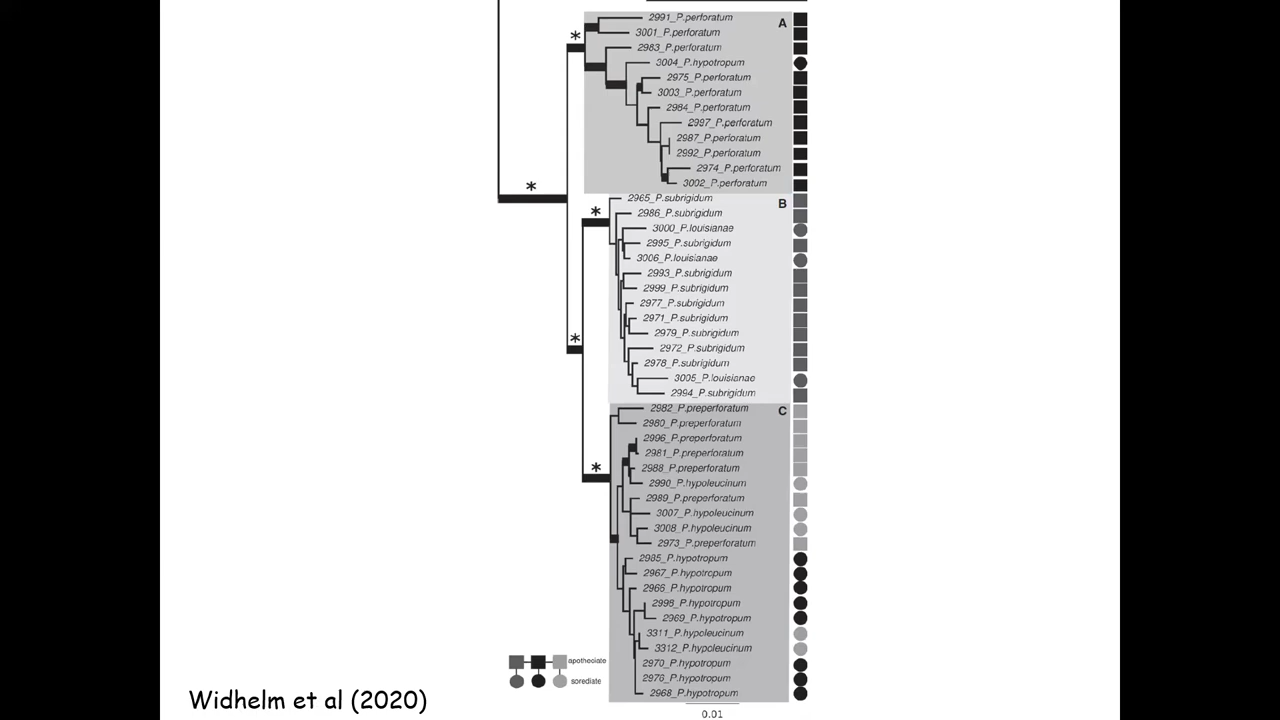 A
2991_P.perforatum
3001_P.perforatum
2983_P.perforatum
3004_P.hypotropum
2975_P.perforatum
3003_P.perforatum
2984_P.perforatum
2997_P.perforatum
2987_P.perforatum
2992_P.perforatum
2974_P.perforatum
3002_P.perforatum
B
2965_P.subrigidum
2986_P.subrigidum
3000_P.louisianae
2995_P.subrigidum
3006_P.louisianae
2993_P.subrigidum
2999_P.subrigidum
2977_P.subrigidum
2971_P.subrigidum
2979_P.subrigidum
2972_P.subrigidum
2978_P.subrigidum
3005_P.louisianae
2994_P.subrigidum
C
2982_P.preperforatum
2980_P.preperforatum
2996_P.preperforatum
2981_P.preperforatum
2988_P.preperforatum
2990_P.hypoleucinum
2989_P.preperforatum
3007_P.hypoleucinum
3008_P.hypoleucinum
2973_P.preperforatum
2985_P.hypotropum
2967_P.hypotropum
2966_P.hypotropum
2998_P.hypotropum
2969_P.hypotropum
3311_P.hypoleucinum
3312_P.hypoleucinum
2970_P.hypotropum
2976_P.hypotropum
2968_P.hypotropum
apotheciate
sorediate
Widhelm et al (2020)
0.01